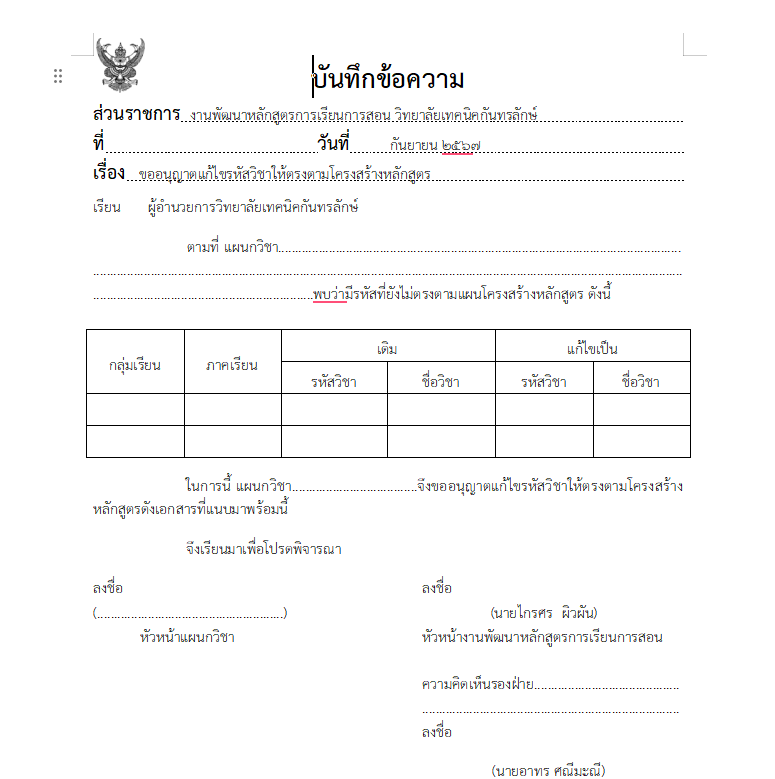 บันทึกข้อความ
ส่วนราชการ งานพัฒนาหลักสูตรการเรียนการสอน วิทยาลัยเทคนิคกันทรลักษ์
ที่ วันที่ กันยายน ๒๕๖๗
เรื่อง ขออนุญาตแก้ไขรหัสวิชาให้ตรงตามโครงสร้างหลักสูตร
เรียน ผู้อำนวยการวิทยาลัยเทคนิคกันทรลักษ์
ตามที่ แผนกวิชา....................................................................................................................
..........................................................................................................................................................................
................................................................พบว่ามีรหัสที่ยังไม่ตรงตามแผนโครงสร้างหลักสูตร ดังนี้
กลุ่มเรียน ภาคเรียน เดิม แก้ไขเป็น
รหัสวิชา ชื่อวิชา รหัสวิชา ชื่อวิชา
ในการนี้ แผนกวิชา.....................................จึงขออนุญาตแก้ไขรหัสวิชาให้ตรงตามโครงสร้าง
หลักสูตรดังเอกสารที่แนบมาพร้อมนี้
จึงเรียนมาเพื่อโปรดพิจารณา
ลงชื่อ ลงชื่อ
(......................................................) (นายไกรศร ผิวผัน)
หัวหน้าแผนกวิชา หัวหน้างานพัฒนาหลักสูตรการเรียนการสอน
ความคิดเห็นรองฝ่าย..........................................
...........................................................................
ลงชื่อ
(นายอาทร ศณีมะณี)